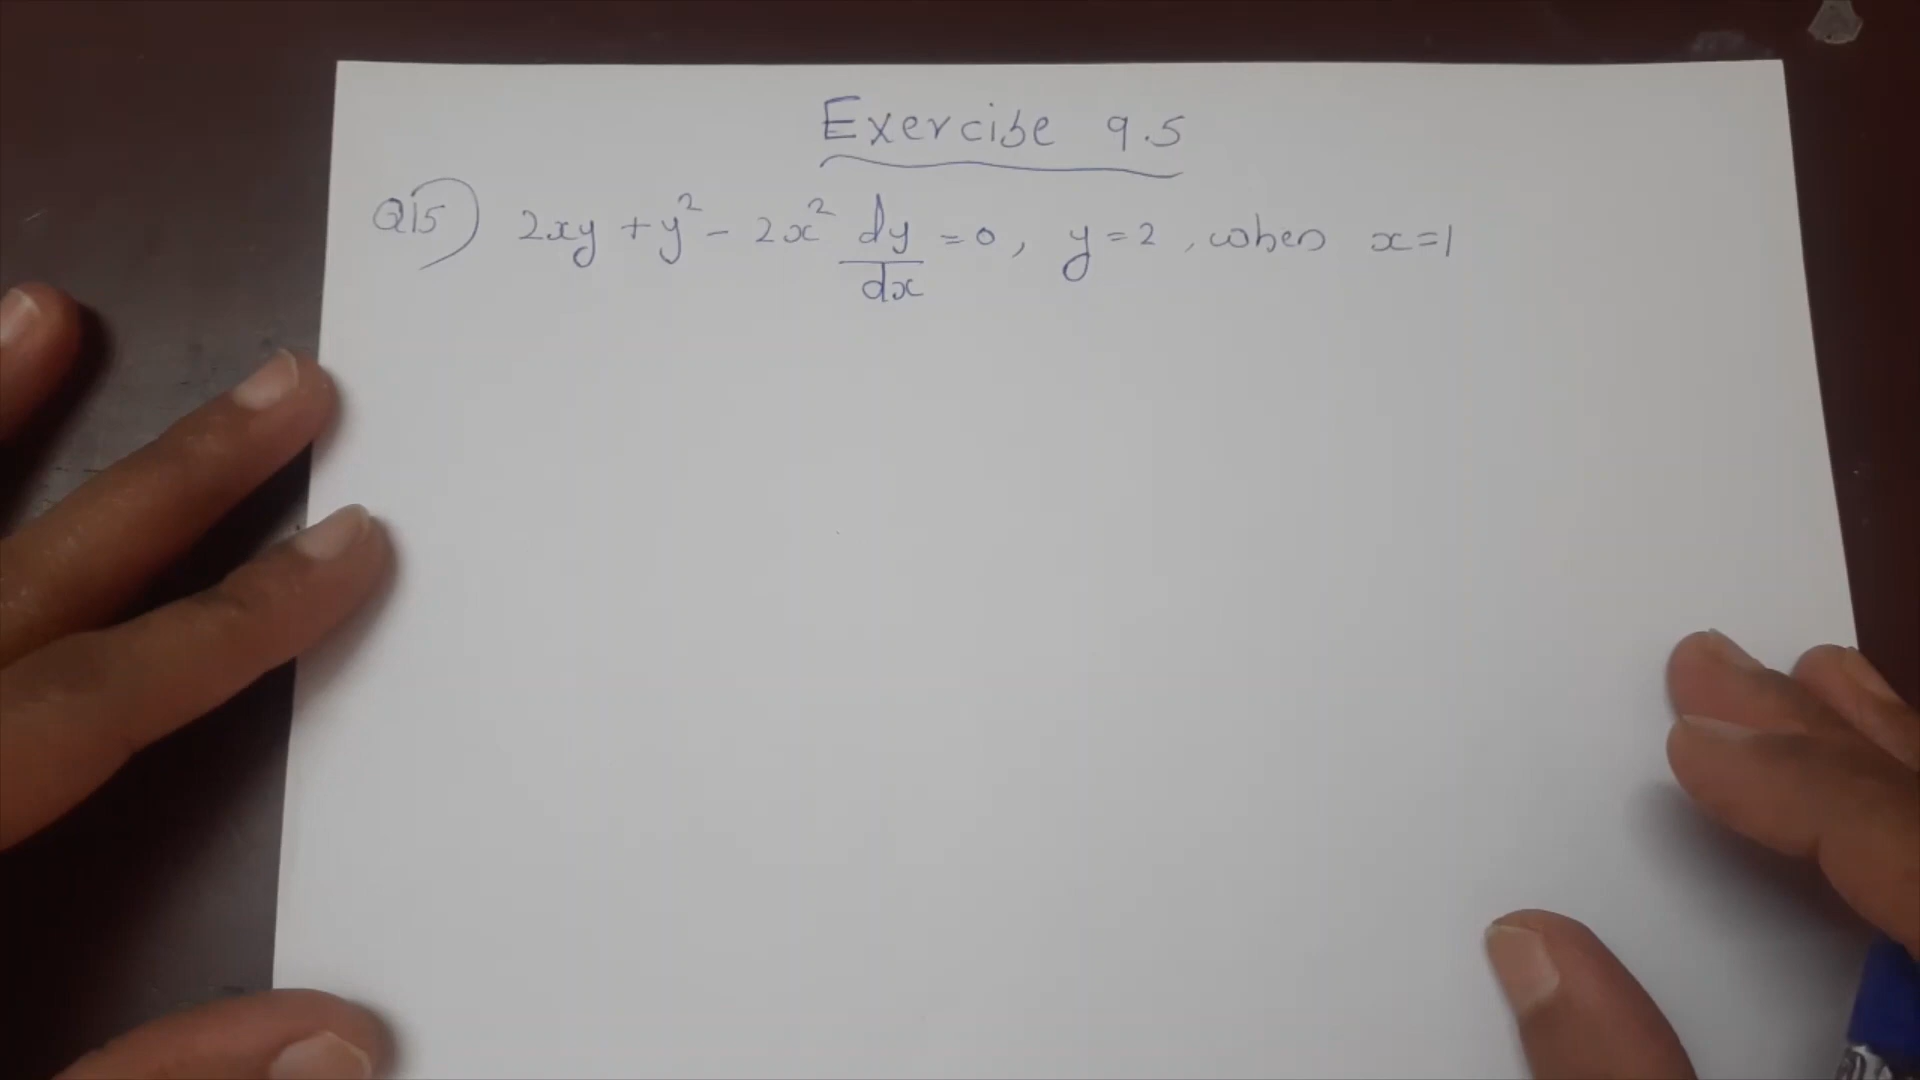 Exercise 9.5
Q15) 2xy + y² - 2x² dy/dx = 0, y = 2, when x = 1